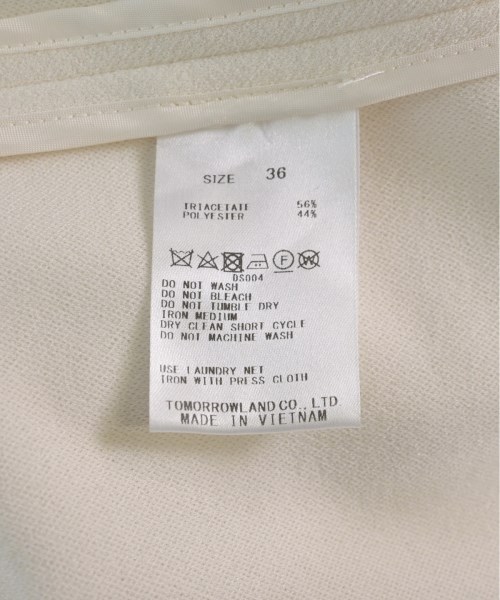 SIZE 36
TRIACETATE 56%
POLYESTER 44%
F W
DS004
DO NOT WASH
DO NOT BLEACH
DO NOT TUMBLE DRY
IRON MEDIUM
DRY CLEAN SHORT CYCLE
DO NOT MACHINE WASH
USE LAUNDRY NET
IRON WITH PRESS CLOTH
TOMORROWLAND CO., LTD
MADE IN VIETNAM